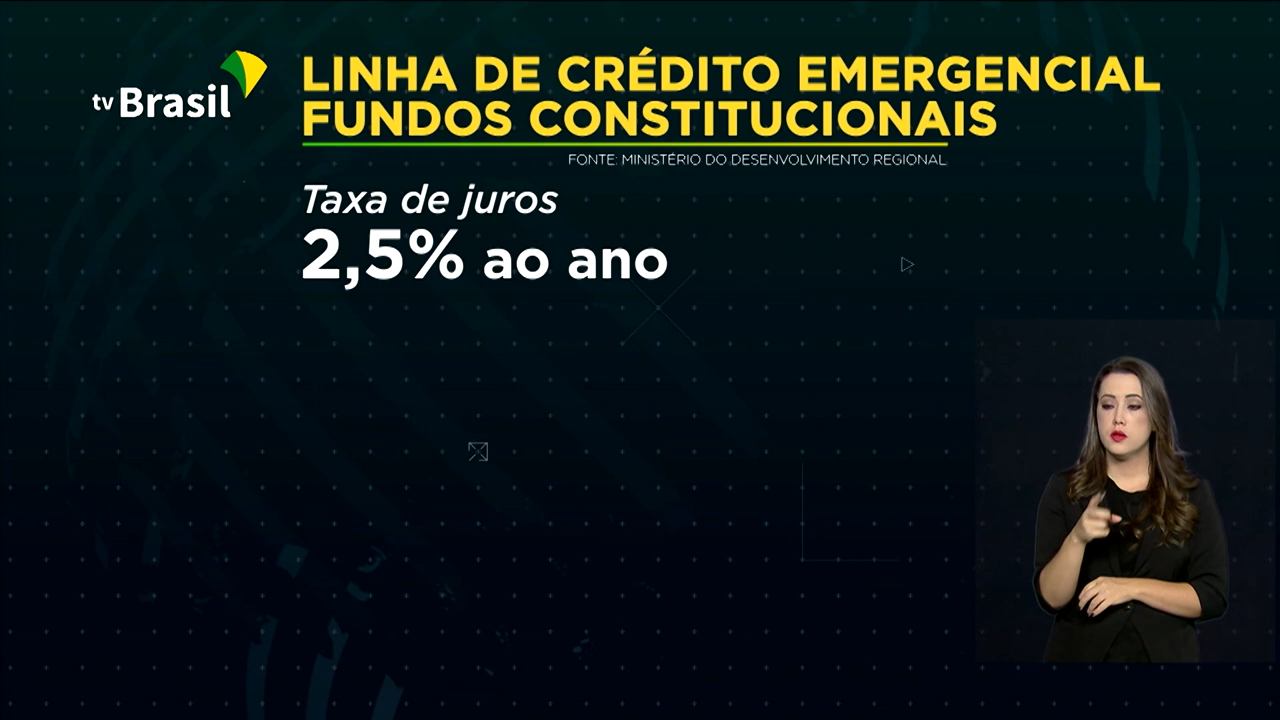 tv Brasil
LINHA DE CRÉDITO EMERGENCIAL
FUNDOS CONSTITUCIONAIS
FONTE: MINISTÉRIO DO DESENVOLVIMENTO REGIONAL
Taxa de juros
2,5% ao ano